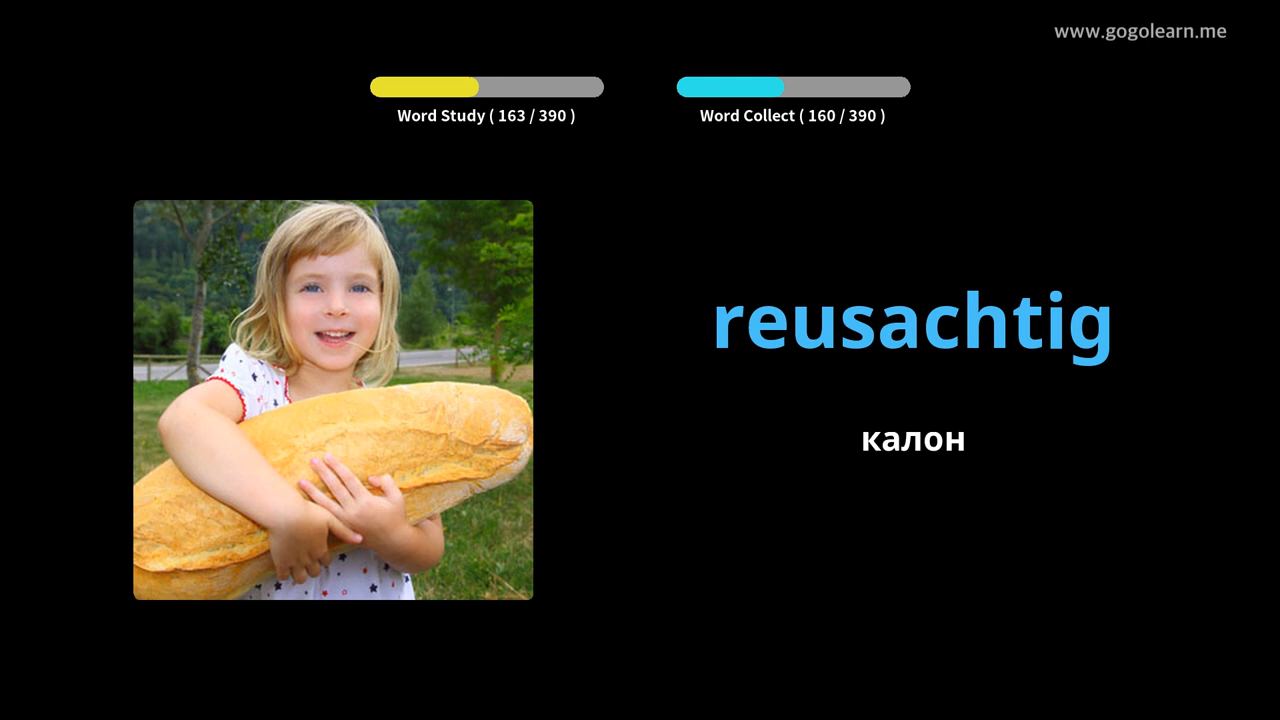 www.gogolearn.me
Word Study ( 163 / 390 )
Word Collect ( 160 / 390 )
reusachtig
калон